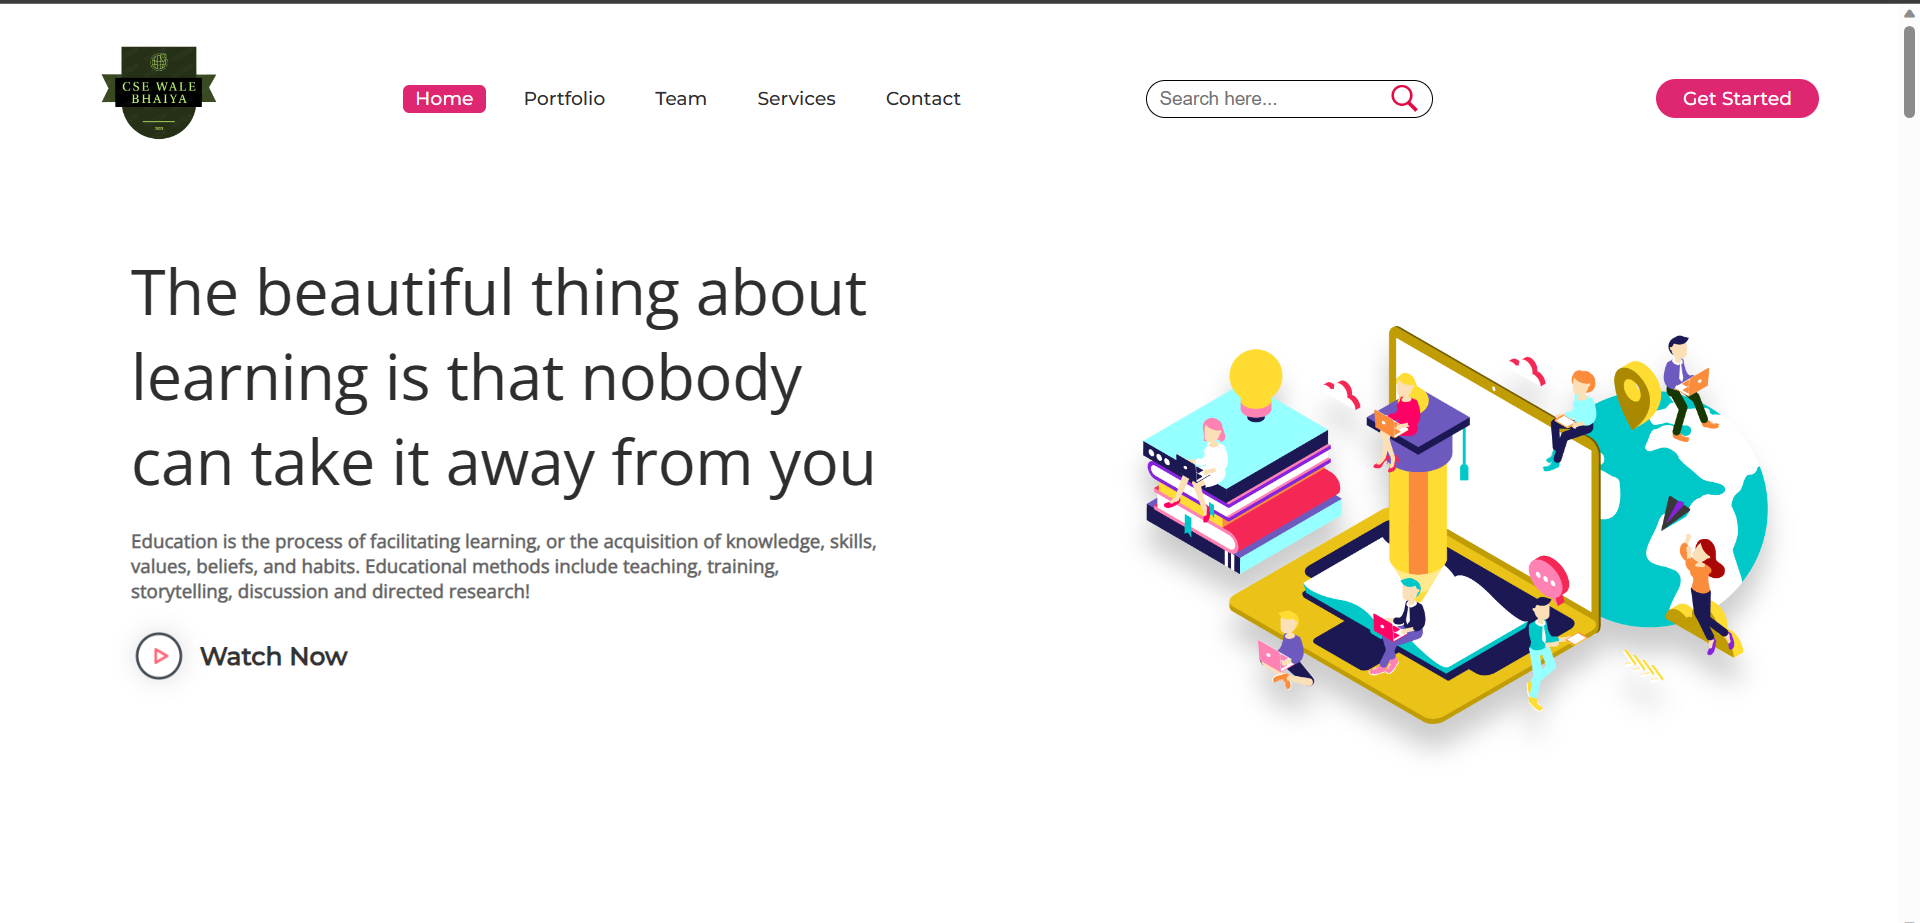 CSE WALE
BHAIYA
Home
Portfolio
Team
Services
Contact
Search here...
Get Started
The beautiful thing about
learning is that nobody
can take it away from you
Education is the process of facilitating learning, or the acquisition of knowledge, skills,
values, beliefs, and habits. Educational methods include teaching, training,
storytelling, discussion and directed research!
Watch Now